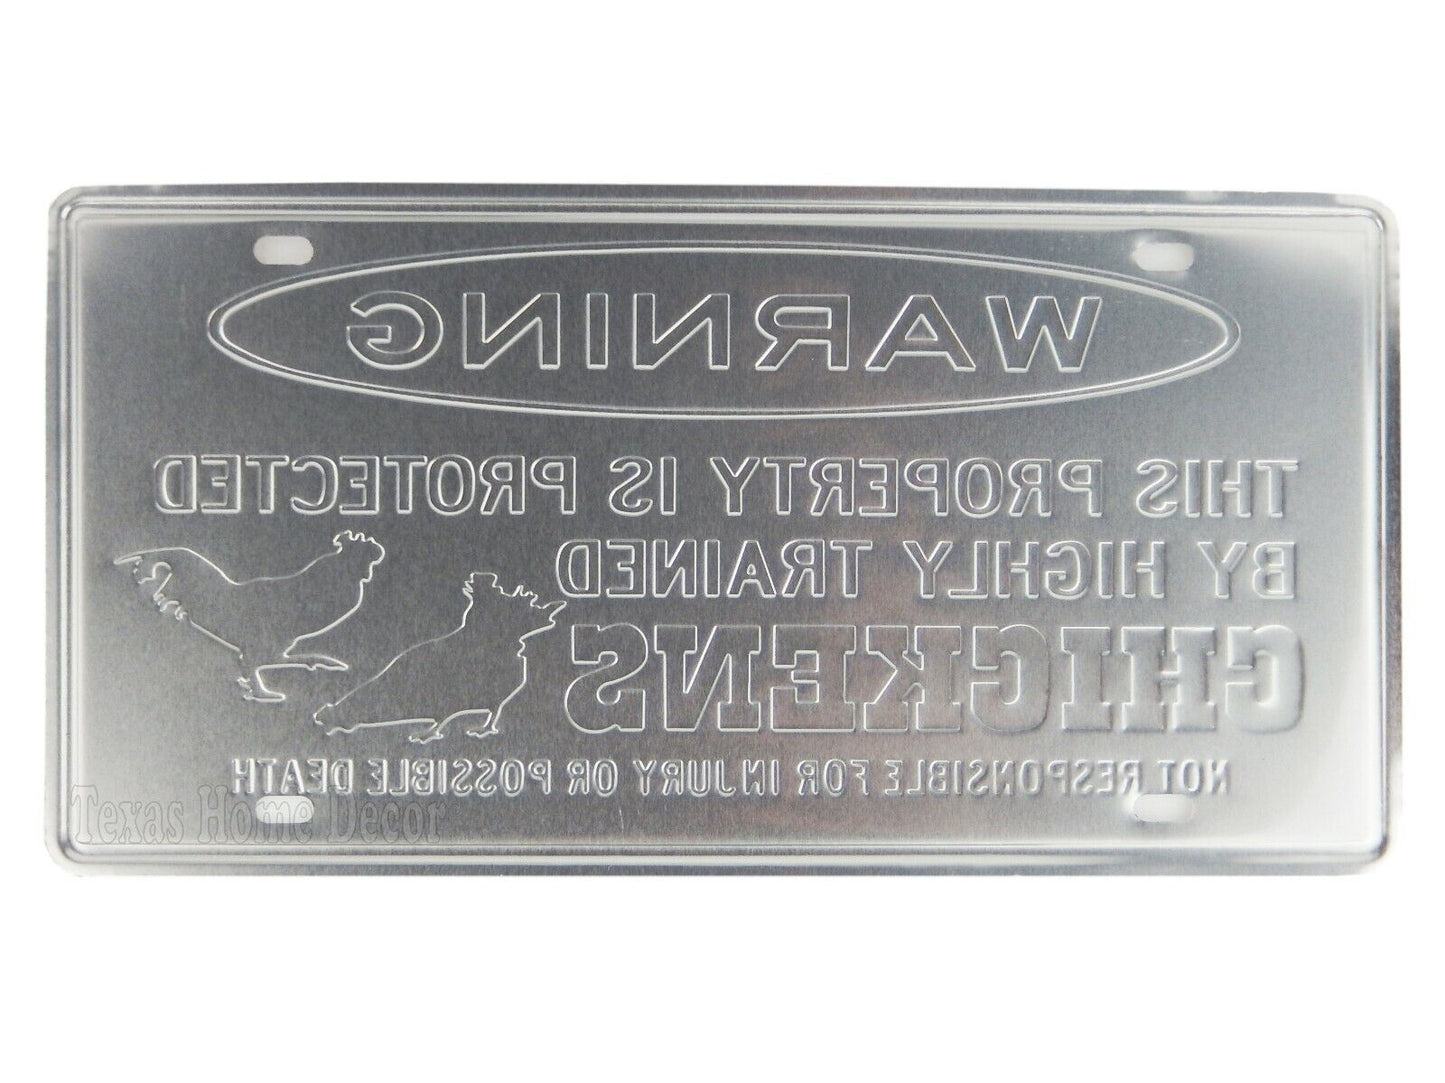 WARNING
THIS PROPERTY IS PROTECTED
BY HIGHLY TRAINED
CHICKENS
NOT RESPONSIBLE FOR INJURY OR POSSIBLE DEATH
Texas Home Decor